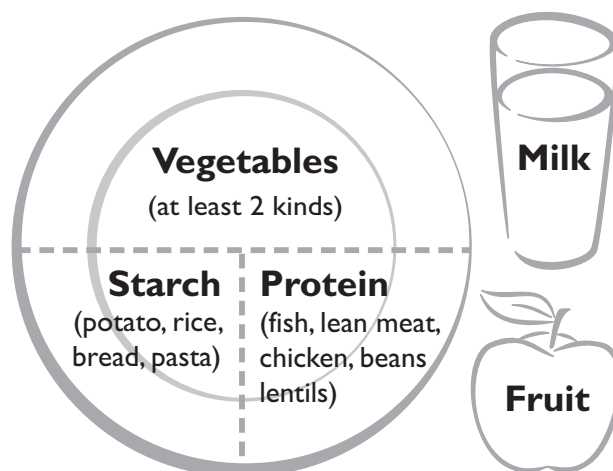 Vegetables
(at least 2 kinds)
Milk
Starch
(potato, rice,
bread, pasta)
Protein
(fish, lean meat,
chicken, beans
lentils)
Fruit